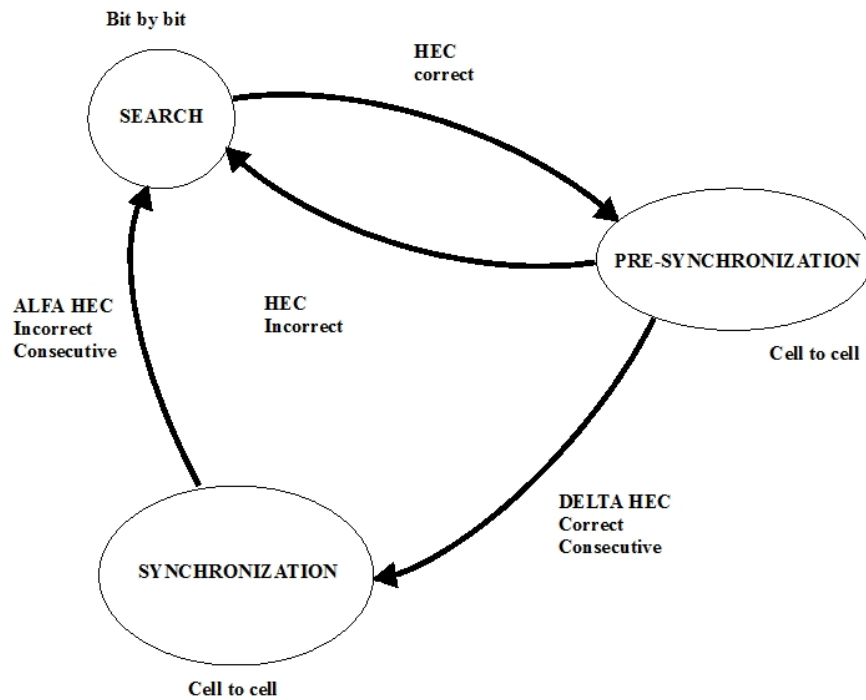 Bit by bit
SEARCH
HEC
correct
PRE-SYNCHRONIZATION
Cell to cell
ALFA HEC
Incorrect
Consecutive
HEC
Incorrect
DELTA HEC
Correct
Consecutive
SYNCHRONIZATION
Cell to cell